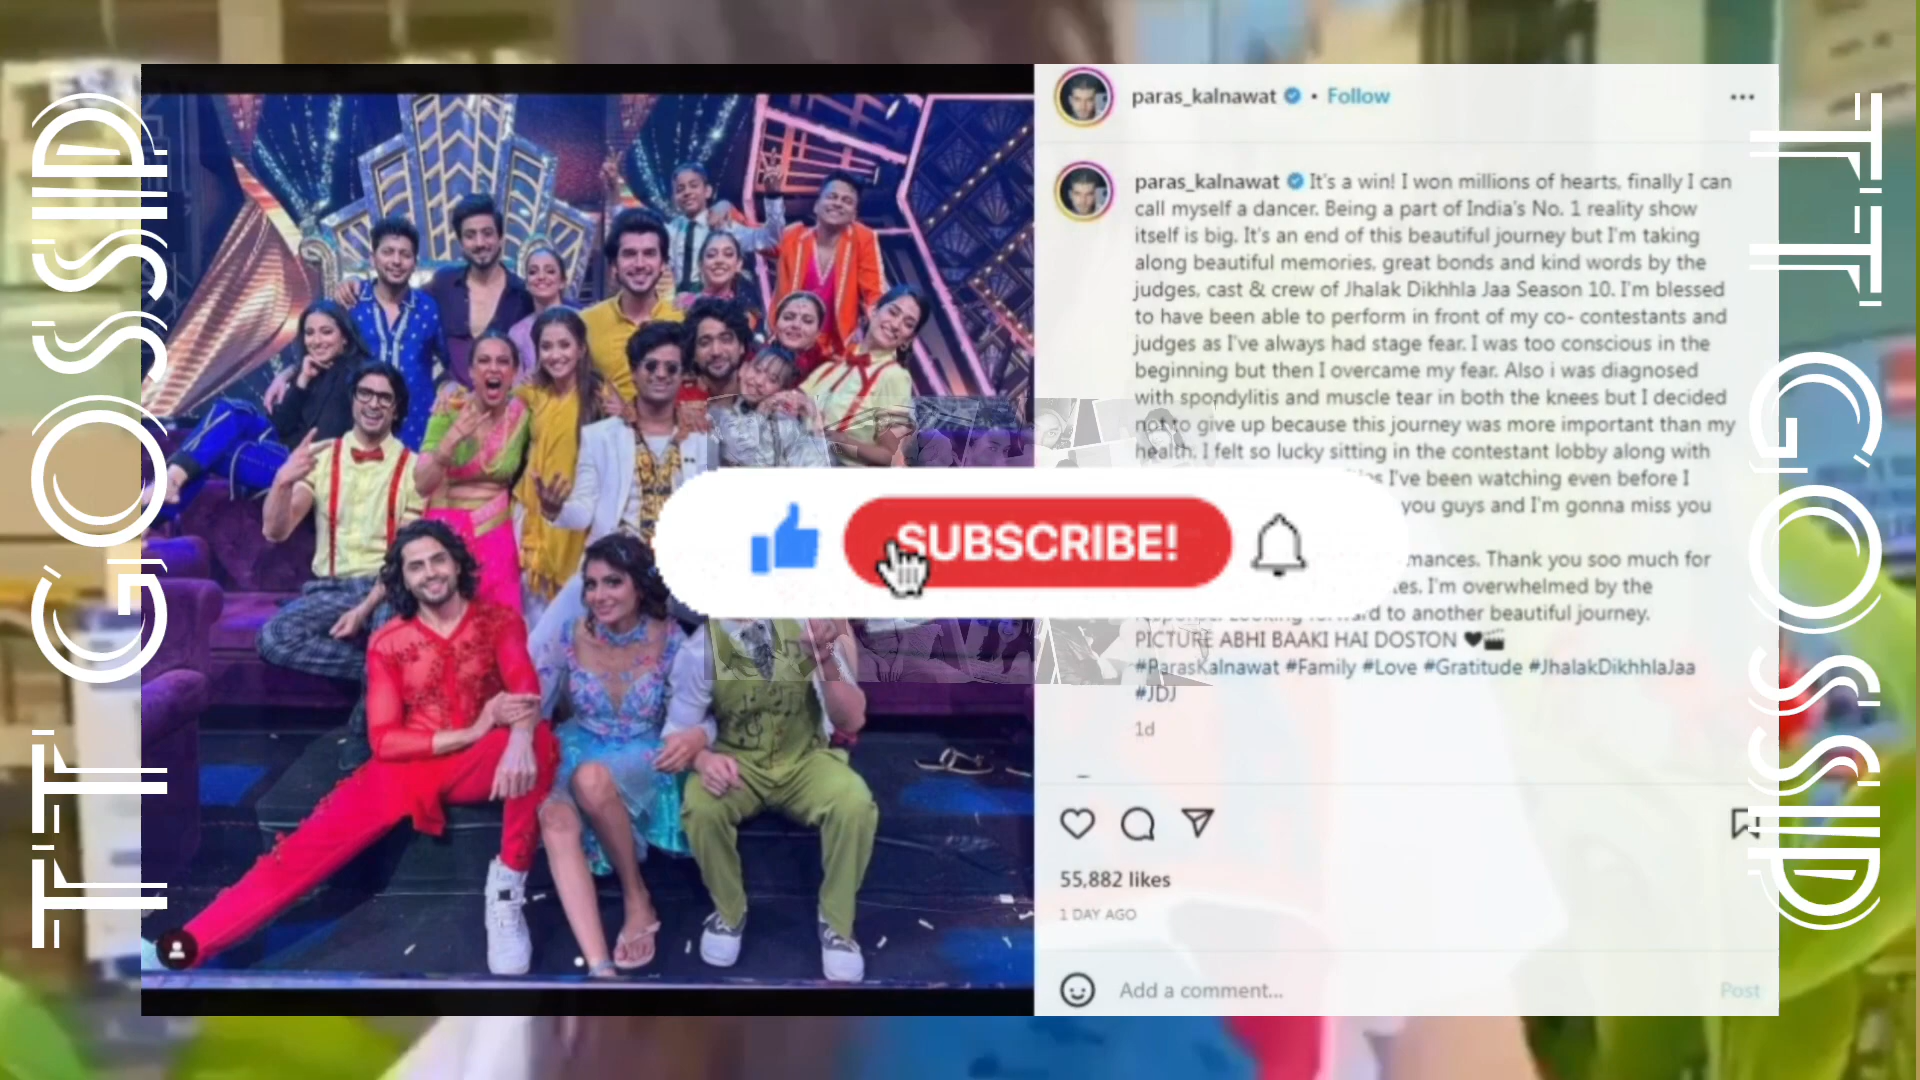 TT GOSSIP
paras_kalnawat • Follow
paras_kalnawat It's a win! I won millions of hearts, finally I can
call myself a dancer. Being a part of India's No. 1 reality show
itself is big. It's an end of this beautiful journey but I'm taking
along beautiful memories, great bonds and kind words by the
judges, cast & crew of Jhalak Dikhhla Jaa Season 10. I'm blessed
to have been able to perform in front of my co- contestants and
judges as I've always had stage fear. I was too conscious in the
beginning but then I overcame my fear. Also i was diagnosed
with spondylitis and muscle tear in both the knees but I decided
not to give up because this journey was more important than my
health. I felt so lucky sitting in the contestant lobby along with
I've been watching even before I
you guys and I'm gonna miss you
Thank you soo much for
I'm overwhelmed by the
to another beautiful journey.
PICTURE ABHI BAAKI HAI DOSTON 🖤🎬
#ParasKalnawat #Family #Love #Gratitude #JhalakDikhhlaJaa
#JDJ
1d
SUBSCRIBE!
55,882 likes
1 DAY AGO
Add a comment...
Post
TT GOSSIP